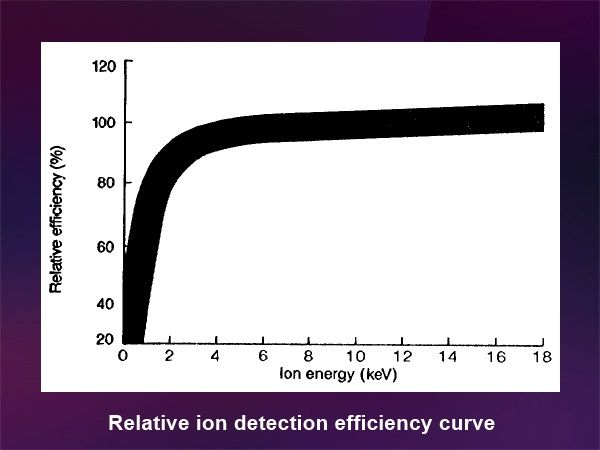 120
100
80
60
40
20
Relative efficiency (%)
0 2 4 6 8 10 12 14 16 18
Ion energy (keV)
Relative ion detection efficiency curve